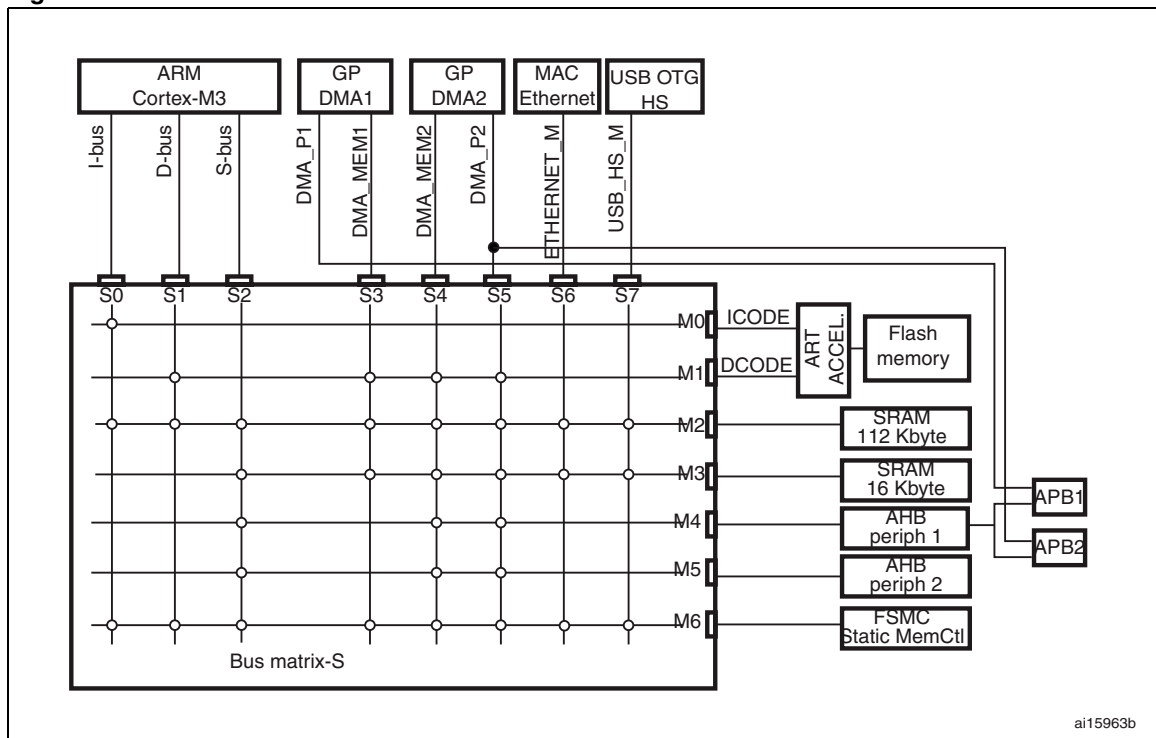 ARM
Cortex-M3
GP
DMA1
GP
DMA2
MAC
Ethernet
USB OTG
HS
I-bus
D-bus
S-bus
DMA_P1
DMA_MEM1
DMA_MEM2
DMA_P2
ETHERNET_M
USB_HS_M
S0
S1
S2
S3
S4
S5
S6
S7
M0
ICODE
M1
DCODE
ART
ACCEL.
Flash
memory
M2
SRAM
112 Kbyte
M3
SRAM
16 Kbyte
M4
AHB
periph 1
APB1
APB2
M5
AHB
periph 2
M6
FSMC
Static MemCtl
Bus matrix-S
ai15963b